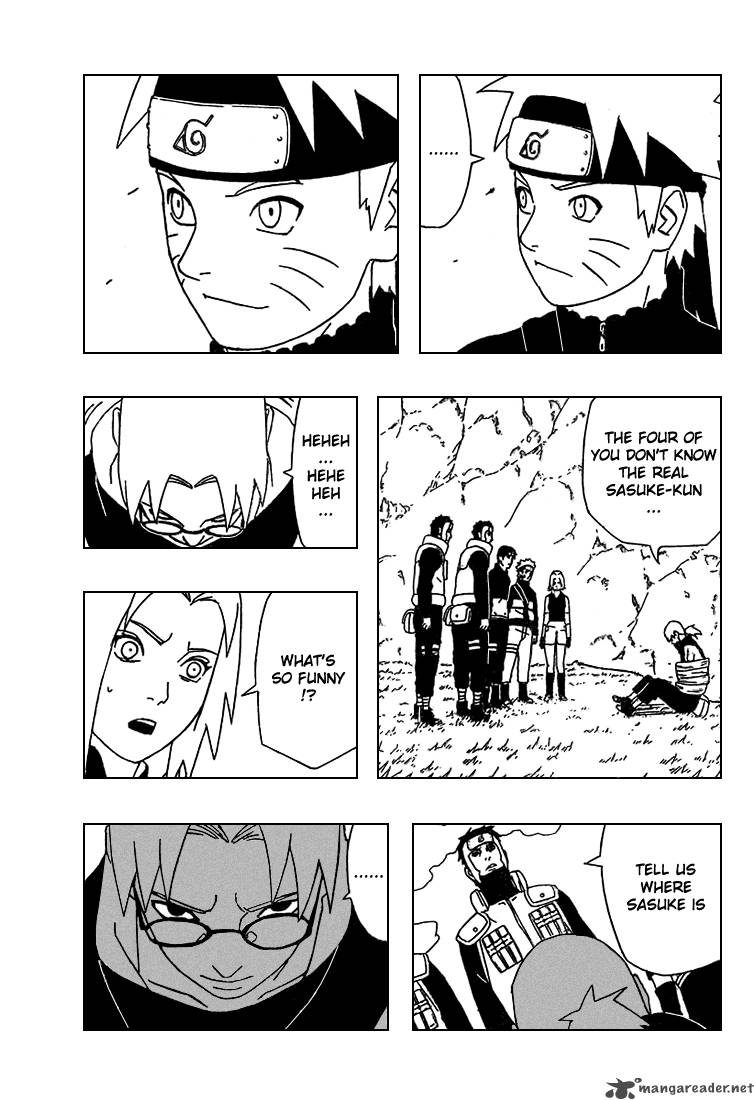 .......
HEHEH
...
HEHE
HEH
...
THE FOUR OF
YOU DON'T KNOW
THE REAL
SASUKE-KUN
...
WHAT'S
SO FUNNY
!?
TELL US
WHERE
SASUKE IS
.......
mangareader.net